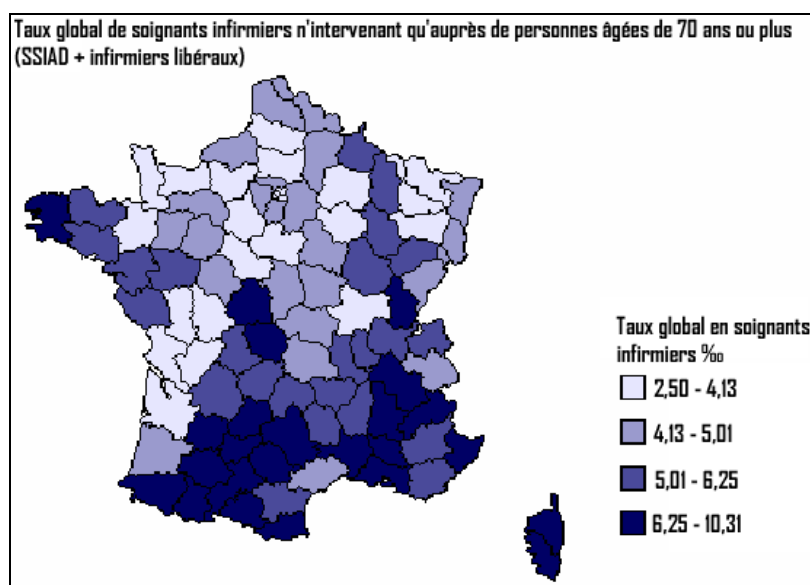 Taux global de soignants infirmiers n'intervenant qu'auprès de personnes âgées de 70 ans ou plus
(SSIAD + infirmiers libéraux)
Taux global en soignants
infirmiers ‰
2,50 - 4,13
4,13 - 5,01
5,01 - 6,25
6,25 - 10,31